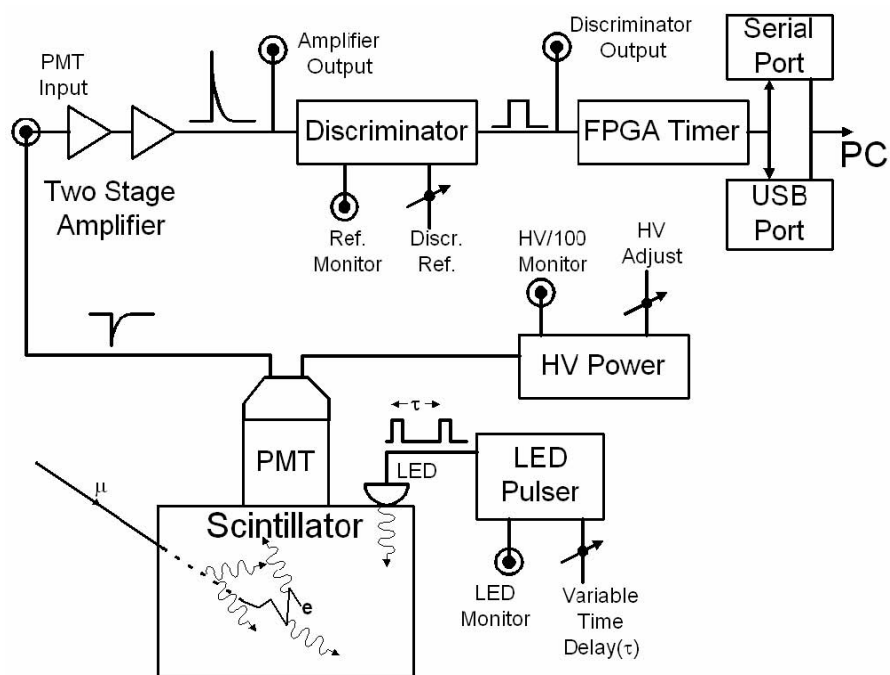 PMT
Input
Amplifier
Output
Discriminator
Output
Serial
Port
Discriminator
FPGA Timer
PC
Two Stage
Amplifier
Ref.
Monitor
Discr.
Ref.
USB
Port
HV/100
Monitor
HV
Adjust
HV Power
τ
PMT
LED
LED
Pulser
μ
Scintillator
e
LED
Monitor
Variable
Time
Delay(τ)